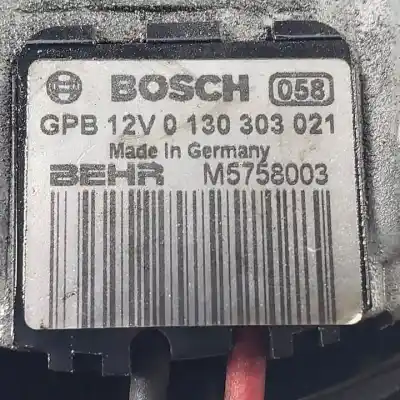 BOSCH 058
GPB 12V 0 130 303 021
Made In Germany
BEHR M5758003